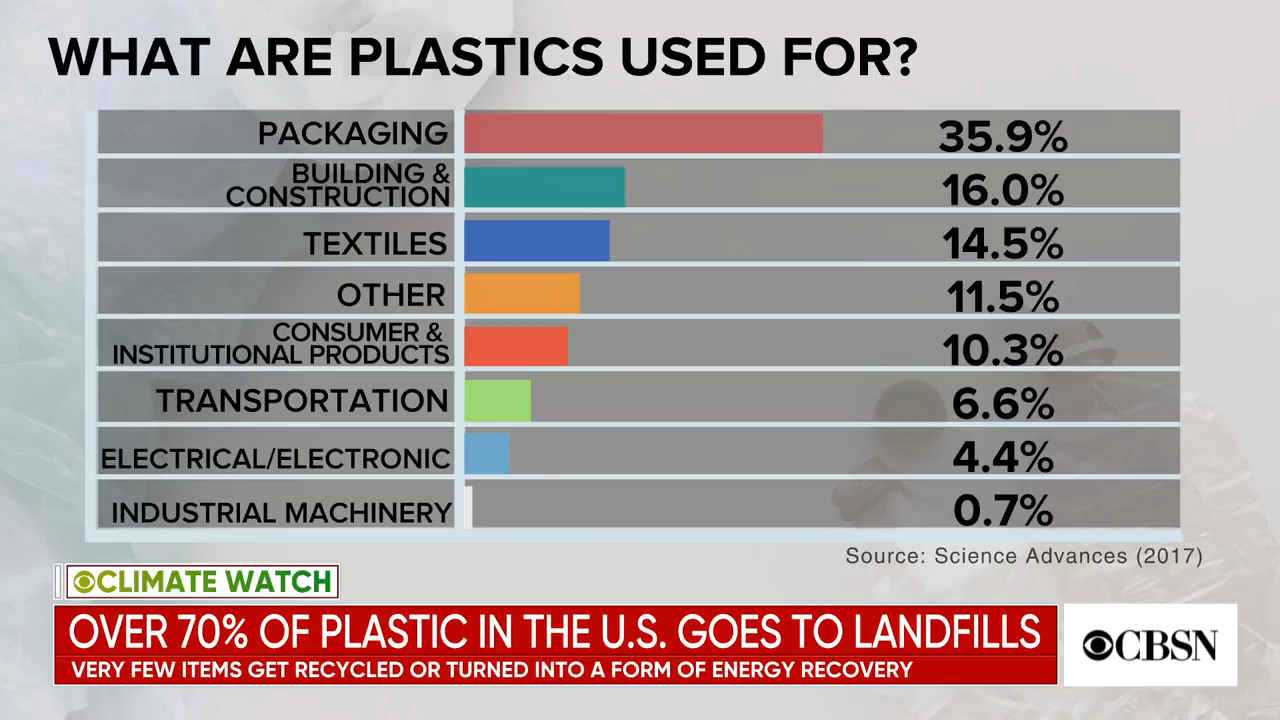 WHAT ARE PLASTICS USED FOR?
PACKAGING 35.9%
BUILDING &
CONSTRUCTION 16.0%
TEXTILES 14.5%
OTHER 11.5%
CONSUMER &
INSTITUTIONAL PRODUCTS 10.3%
TRANSPORTATION 6.6%
ELECTRICAL/ELECTRONIC 4.4%
INDUSTRIAL MACHINERY 0.7%
Source: Science Advances (2017)
CLIMATE WATCH
OVER 70% OF PLASTIC IN THE U.S. GOES TO LANDFILLS
VERY FEW ITEMS GET RECYCLED OR TURNED INTO A FORM OF ENERGY RECOVERY
CBSN